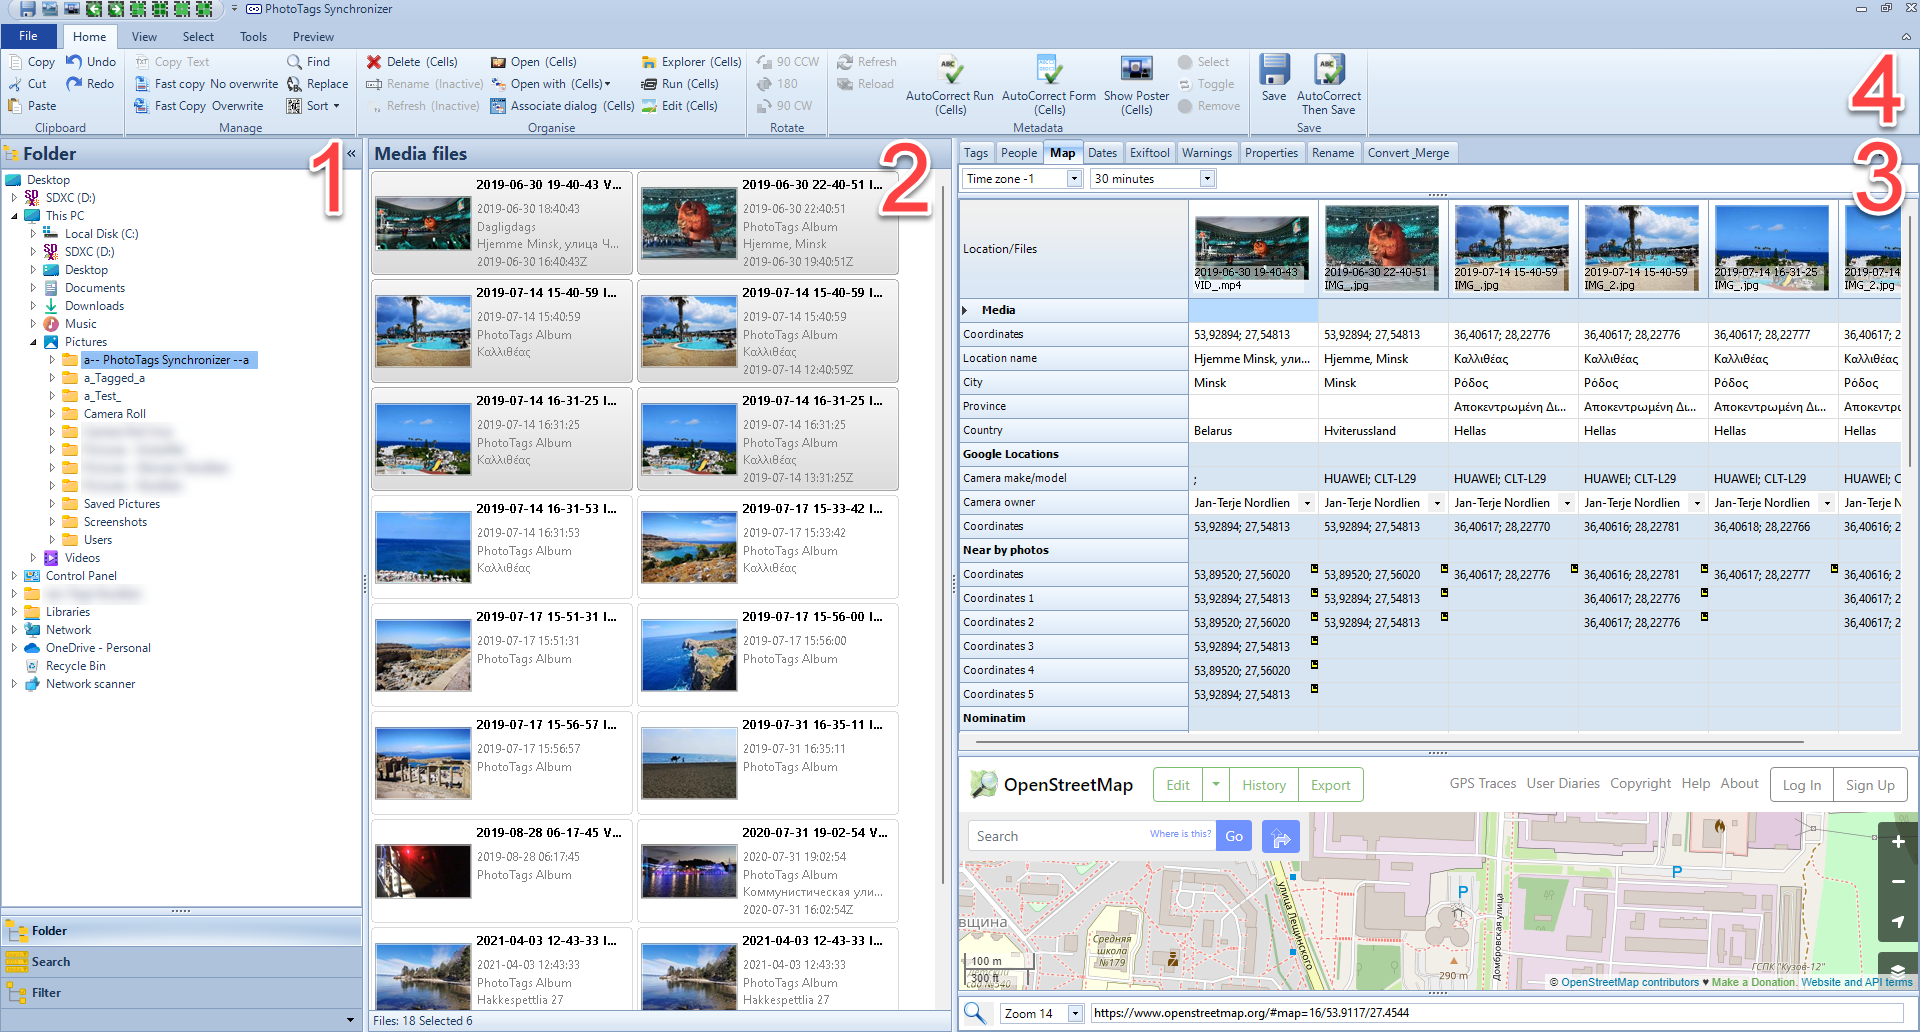 PhotoTags Synchronizer
File Home View Select Tools Preview
Copy Undo Copy Text Find Delete (Cells) Open (Cells) Explorer (Cells) 90 CCW Refresh Select
Cut Redo Fast copy No overwrite Replace Rename (Inactive) Open with (Cells) Run (Cells) 180 Reload Toggle
Paste Fast Copy Overwrite Sort Refresh (Inactive) Associate dialog (Cells) Edit (Cells) 90 CW Remove
AutoCorrect Run (Cells) AutoCorrect Form (Cells) Show Poster (Cells) Save AutoCorrect Then Save
Clipboard Manage Organise Rotate Metadata Save
4
Folder «
1
Desktop
SDXC (D:)
This PC
Local Disk (C:)
SDXC (D:)
Desktop
Documents
Downloads
Music
Pictures
a-- PhotoTags Synchronizer --a
a_Tagged_a
a_Test_
Camera Roll
Saved Pictures
Screenshots
Users
Videos
Control Panel
Libraries
Network
OneDrive - Personal
Recycle Bin
Network scanner
Folder
Search
Filter
Media files
2
2019-06-30 19-40-43 V...
2019-06-30 18:40:43
Dagligdags
Hjemme Minsk, улица Ч...
2019-06-30 16:40:43Z
2019-06-30 22-40-51 I...
2019-06-30 22:40:51
PhotoTags Album
Hjemme, Minsk
2019-06-30 19:40:51Z
2019-07-14 15-40-59 I...
2019-07-14 15:40:59
PhotoTags Album
Καλλιθέας
2019-07-14 15-40-59 I...
2019-07-14 15:40:59
PhotoTags Album
Καλλιθέας
2019-07-14 12:40:59Z
2019-07-14 16-31-25 I...
2019-07-14 16:31:25
PhotoTags Album
Καλλιθέας
2019-07-14 16-31-25 I...
2019-07-14 16:31:25
PhotoTags Album
Καλλιθέας
2019-07-14 13:31:25Z
2019-07-14 16-31-53 I...
2019-07-14 16:31:53
PhotoTags Album
Καλλιθέας
2019-07-17 15-33-42 I...
2019-07-17 15:33:42
PhotoTags Album
2019-07-17 15-51-31 I...
2019-07-17 15:51:31
PhotoTags Album
2019-07-17 15-56-00 I...
2019-07-17 15:56:00
PhotoTags Album
2019-07-17 15-56-57 I...
2019-07-17 15:56:57
PhotoTags Album
2019-07-31 16-35-11 I...
2019-07-31 16:35:11
PhotoTags Album
2019-08-28 06-17-45 V...
2019-08-28 06:17:45
PhotoTags Album
2020-07-31 19-02-54 V...
2020-07-31 19:02:54
PhotoTags Album
Коммунистическая ули...
2020-07-31 16:02:54Z
2021-04-03 12-43-33 I...
2021-04-03 12:43:33
PhotoTags Album
Hakkespettlia 27
2021-04-03 12-43-33 I...
2021-04-03 12:43:33
PhotoTags Album
Hakkespettlia 27
Files: 18 Selected 6
Tags People Map Dates Exiftool Warnings Properties Rename Convert _Merge
3
Time zone -1 30 minutes
Location/Files
2019-06-30 19-40-43 VID_.mp4
2019-06-30 22-40-51 IMG_.jpg
2019-07-14 15-40-59 IMG_.jpg
2019-07-14 15-40-59 IMG_2.jpg
2019-07-14 16-31-25 IMG_.jpg
2019-07-14 IMG_2.jpg
Media
Coordinates 53,92894; 27,54813 53,92894; 27,54813 36,40617; 28,22776 36,40617; 28,22776 36,40617; 28,22777 36,40617; 2
Location name Hjemme Minsk, ули... Hjemme, Minsk Καλλιθέας Καλλιθέας Καλλιθέας Καλλιθέας
City Minsk Minsk Ρόδος Ρόδος Ρόδος Ρόδος
Province Αποκεντρωμένη Δι... Αποκεντρωμένη Δι... Αποκεντρωμένη Δι... Αποκεντρ
Country Belarus Hviterussland Hellas Hellas Hellas Hellas
Google Locations
Camera make/model ; HUAWEI; CLT-L29 HUAWEI; CLT-L29 HUAWEI; CLT-L29 HUAWEI; CLT-L29 HUAWEI; C
Camera owner Jan-Terje Nordlien Jan-Terje Nordlien Jan-Terje Nordlien Jan-Terje Nordlien Jan-Terje Nordlien Jan-Terje N
Coordinates 53,92894; 27,54813 53,92894; 27,54813 36,40617; 28,22770 36,40616; 28,22781 36,40618; 28,22766 36,40616; 2
Near by photos
Coordinates 53,89520; 27,56020 53,89520; 27,56020 36,40617; 28,22776 36,40616; 28,22781 36,40617; 28,22777 36,40616; 2
Coordinates 1 53,92894; 27,54813 53,92894; 27,54813 36,40617; 28,22776 36,40617; 2
Coordinates 2 53,89520; 27,56020 53,92894; 27,54813 36,40617; 28,22776 36,40617; 2
Coordinates 3 53,92894; 27,54813
Coordinates 4 53,89520; 27,56020
Coordinates 5 53,92894; 27,54813
Nominatim
OpenStreetMap Edit History Export GPS Traces User Diaries Copyright Help About Log In Sign Up
Search Where is this? Go
P
P
улица Лещинского
Домбровская улица
вщина
Средняя школа №179
100 m
300 ft
290 m
ГСПК "Кузов-12"
© OpenStreetMap contributors ♥ Make a Donation. Website and API terms
Zoom 14 https://www.openstreetmap.org/#map=16/53.9117/27.4544